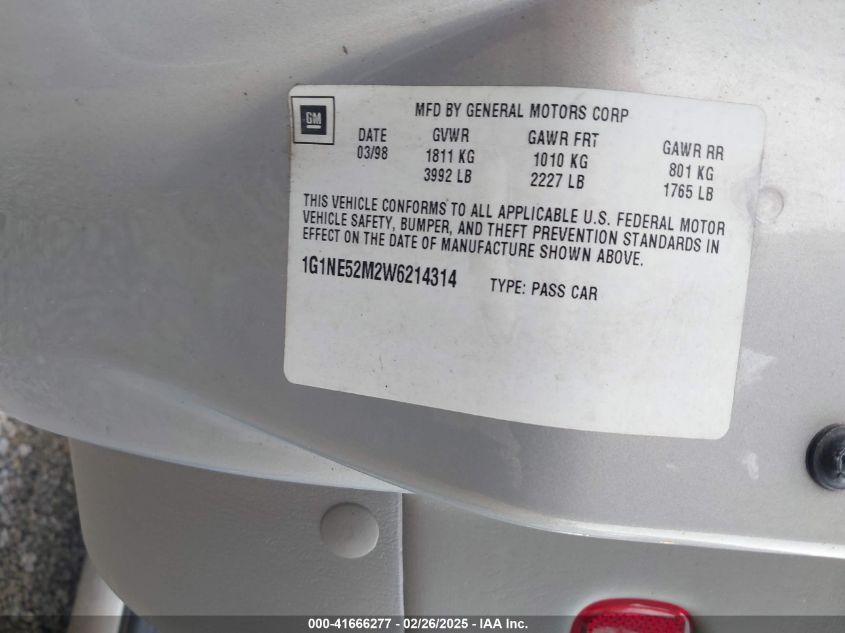 GM
MFD BY GENERAL MOTORS CORP
DATE GVWR GAWR FRT GAWR RR
03/98 1811 KG 1010 KG 801 KG
3992 LB 2227 LB 1765 LB
THIS VEHICLE CONFORMS TO ALL APPLICABLE U.S. FEDERAL MOTOR
VEHICLE SAFETY, BUMPER, AND THEFT PREVENTION STANDARDS IN
EFFECT ON THE DATE OF MANUFACTURE SHOWN ABOVE.
1G1NE52M2W6214314 TYPE: PASS CAR
000-41666277 - 02/26/2025 - IAA Inc.